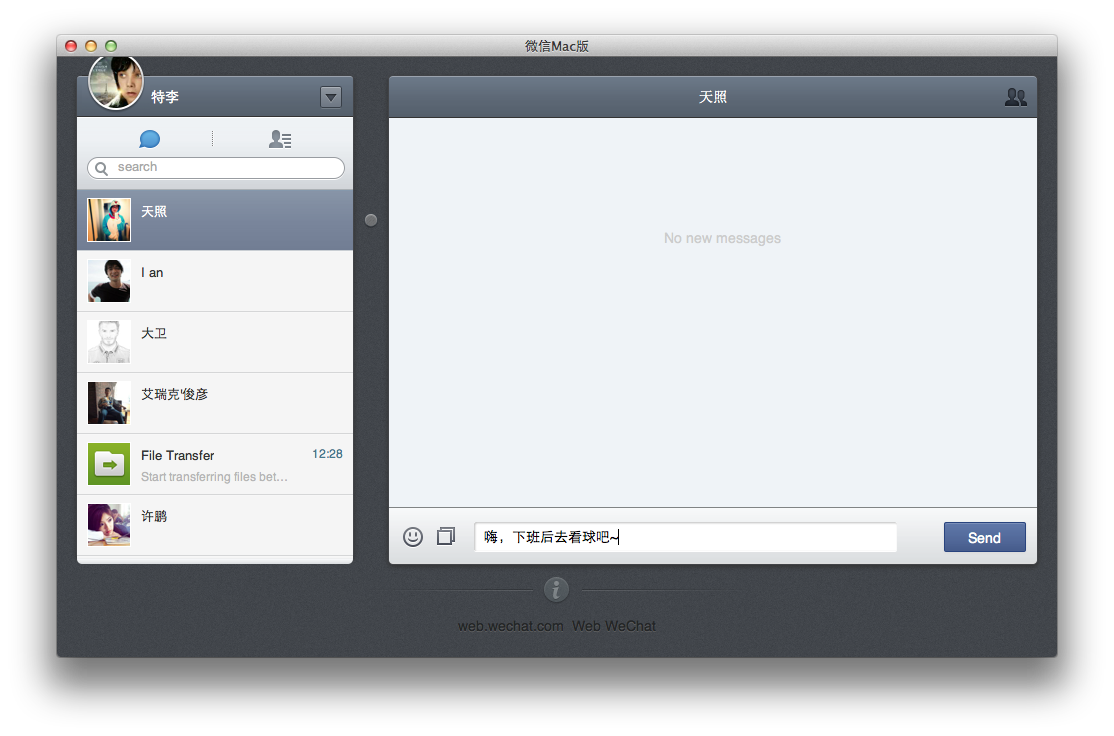 微信Mac版
特李
search
天照
I an
大卫
艾瑞克'俊彦
File Transfer 12:28
Start transferring files bet...
许鹏
天照
No new messages
嗨，下班后去看球吧~
Send
web.wechat.com Web WeChat